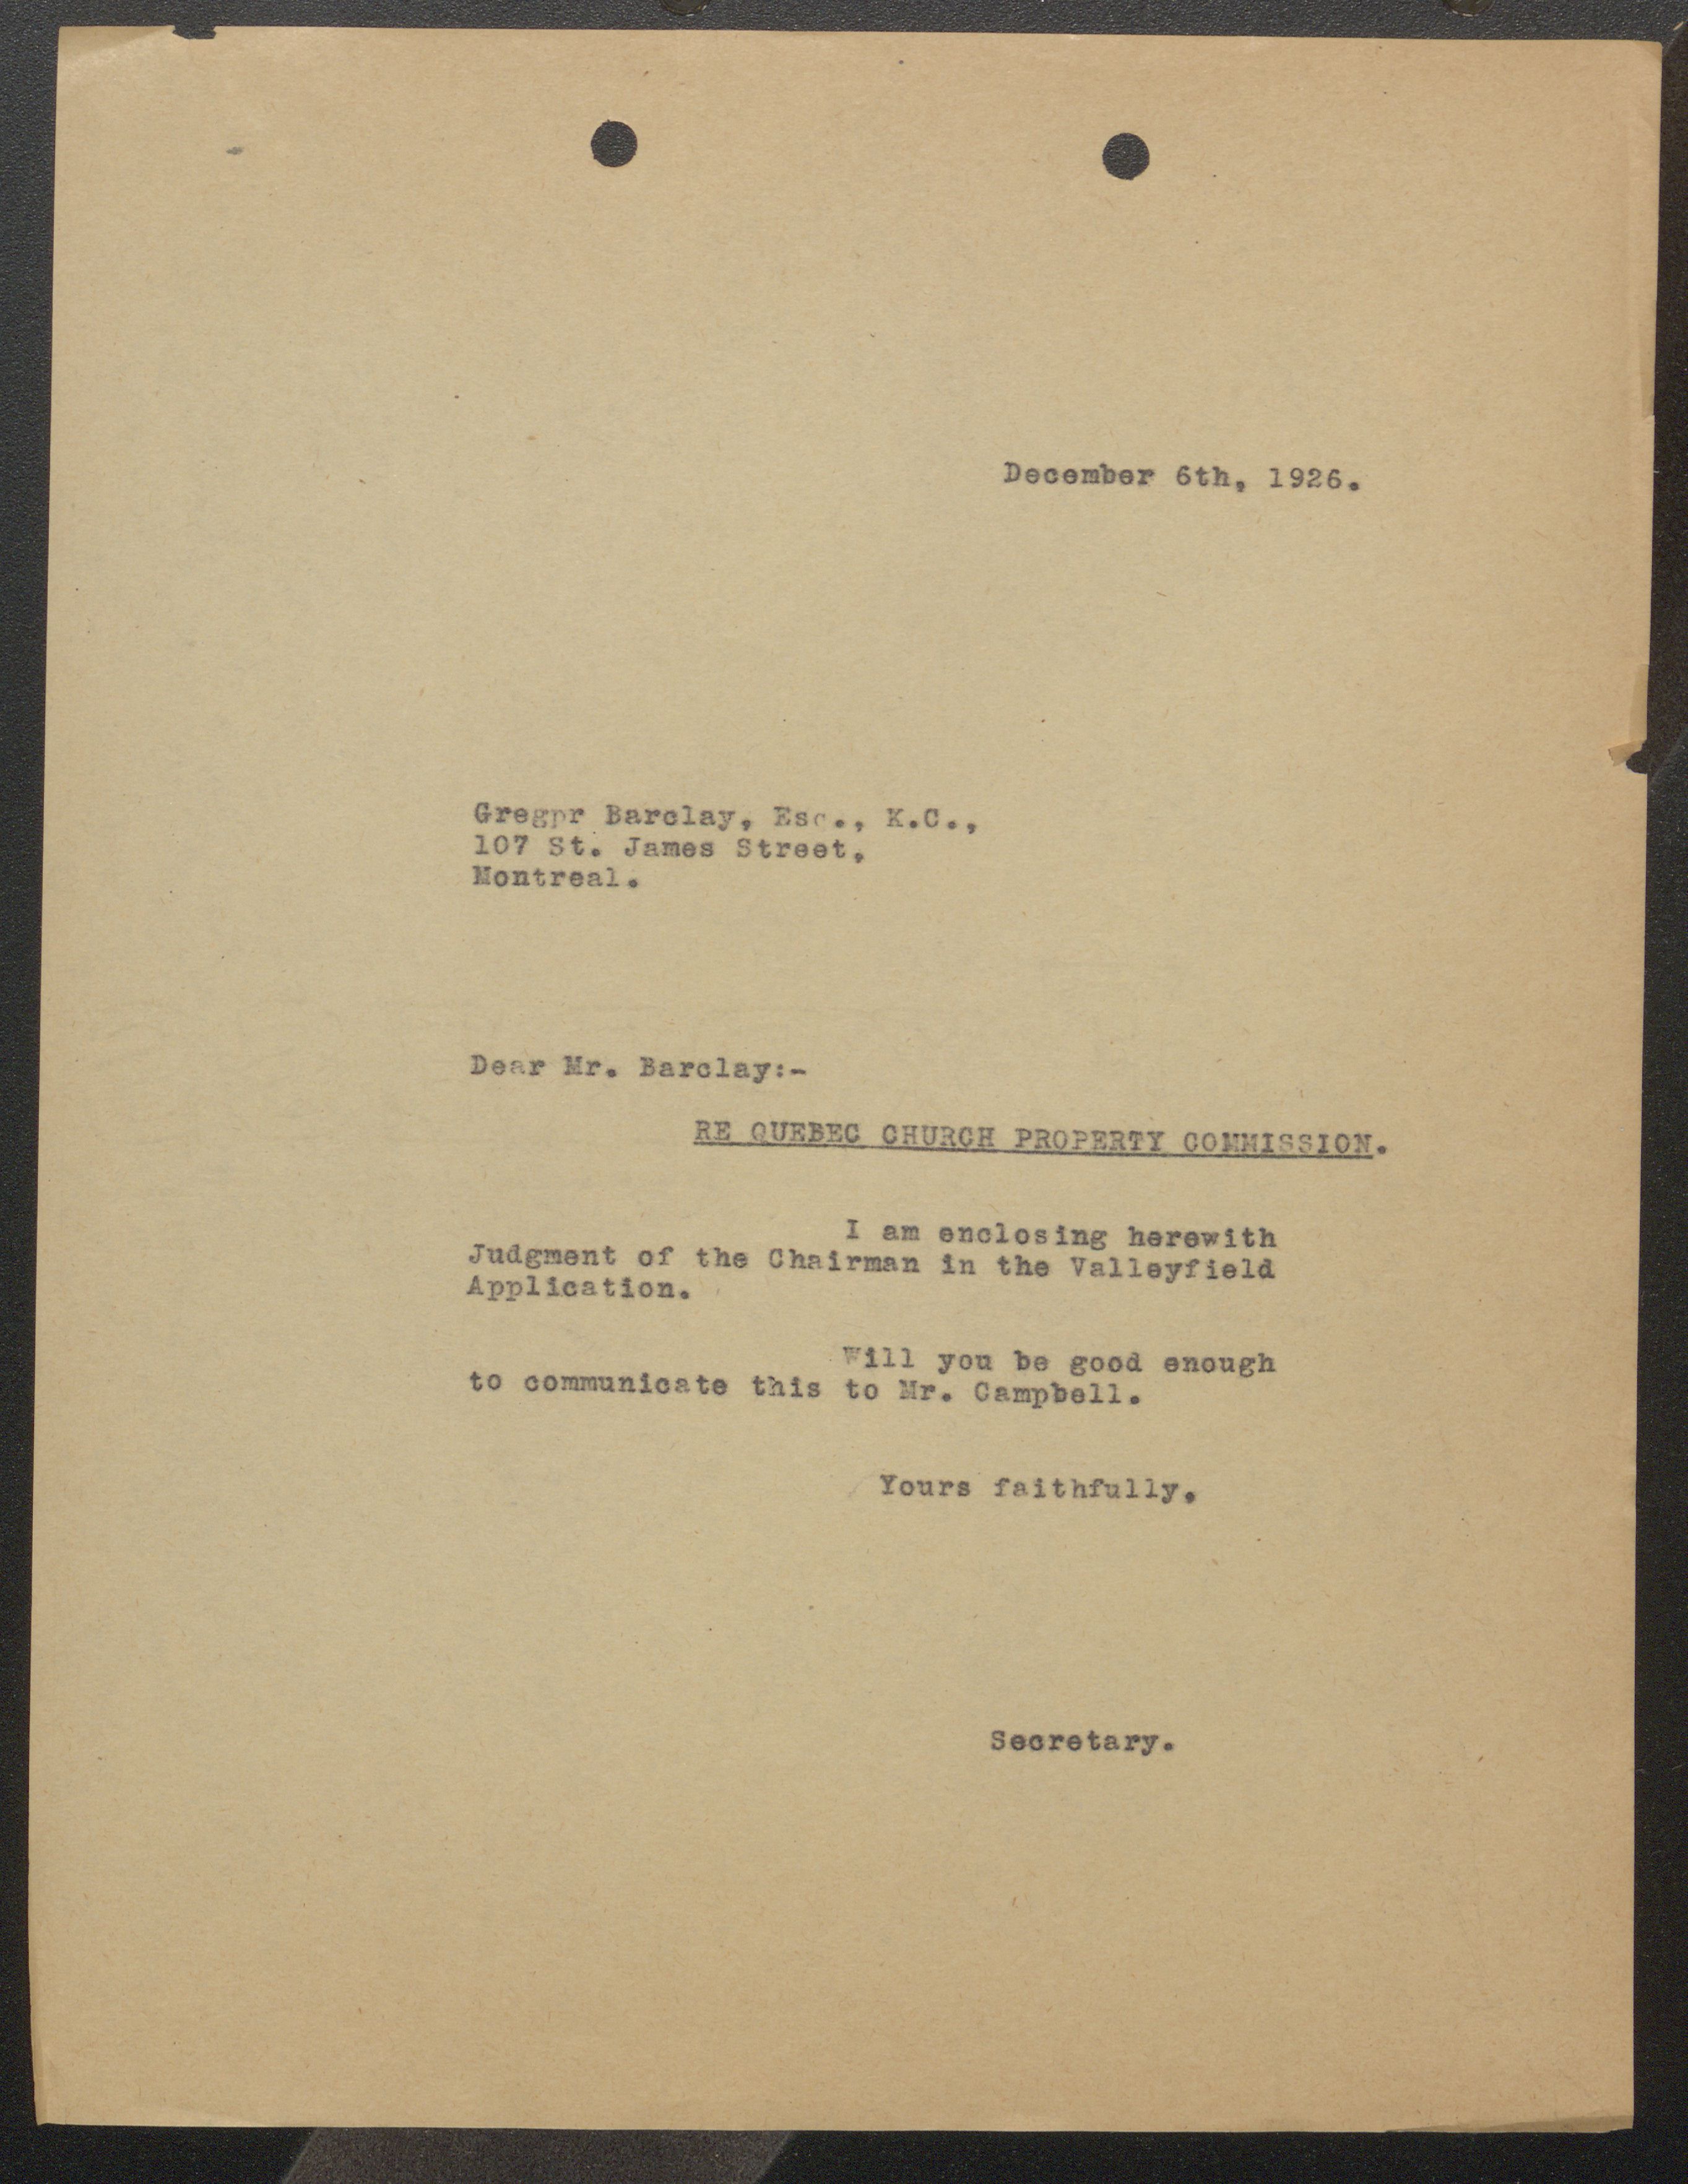 December 6th, 1926.
Gregpr Barclay, Esq., K.C.,
107 St. James Street,
Montreal.
Dear Mr. Barclay:-
RE QUEBEC CHURCH PROPERTY COMMISSION.
I am enclosing herewith
Judgment of the Chairman in the Valleyfield
Application.
Will you be good enough
to communicate this to Mr. Campbell.
Yours faithfully,
Secretary.